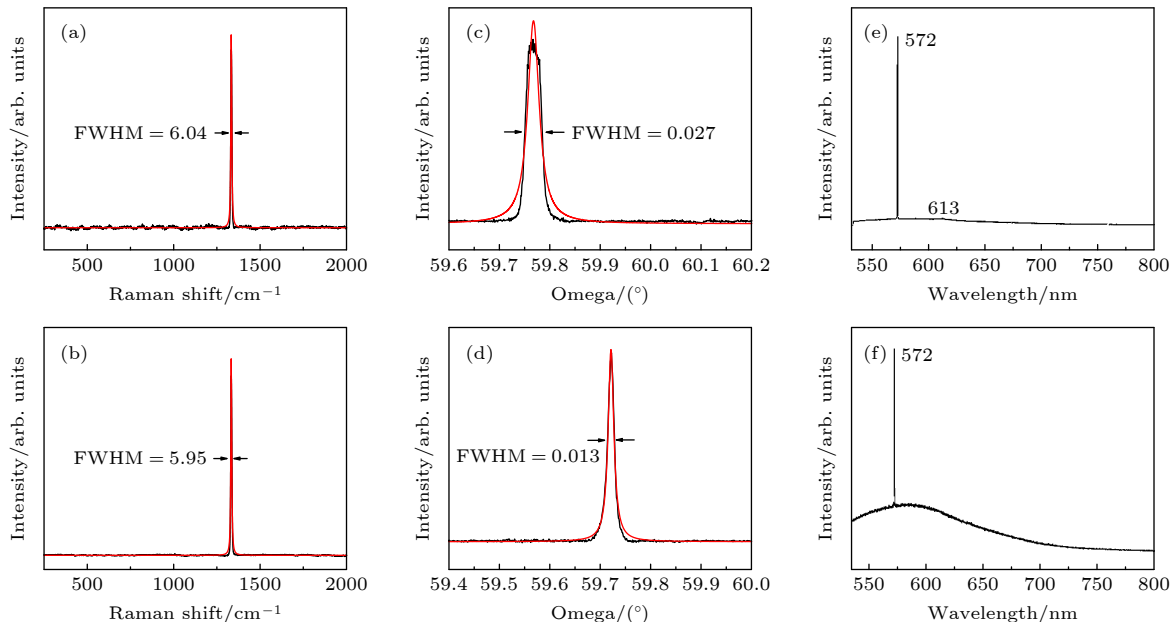 (a)
Intensity/arb. units
FWHM = 6.04
500 1000 1250 1500 2000
Raman shift/cm⁻¹
(c)
Intensity/arb. units
FWHM = 0.027
59.6 59.7 59.8 59.9 60.0 60.1 60.2
Omega/(°)
(e)
572
Intensity/arb. units
613
550 600 650 700 750 800
Wavelength/nm
(b)
Intensity/arb. units
FWHM = 5.95
500 1000 1250 1500 2000
Raman shift/cm⁻¹
(d)
Intensity/arb. units
FWHM = 0.013
59.4 59.5 59.6 59.7 59.8 59.9 60.0
Omega/(°)
(f)
572
Intensity/arb. units
550 600 650 700 750 800
Wavelength/nm